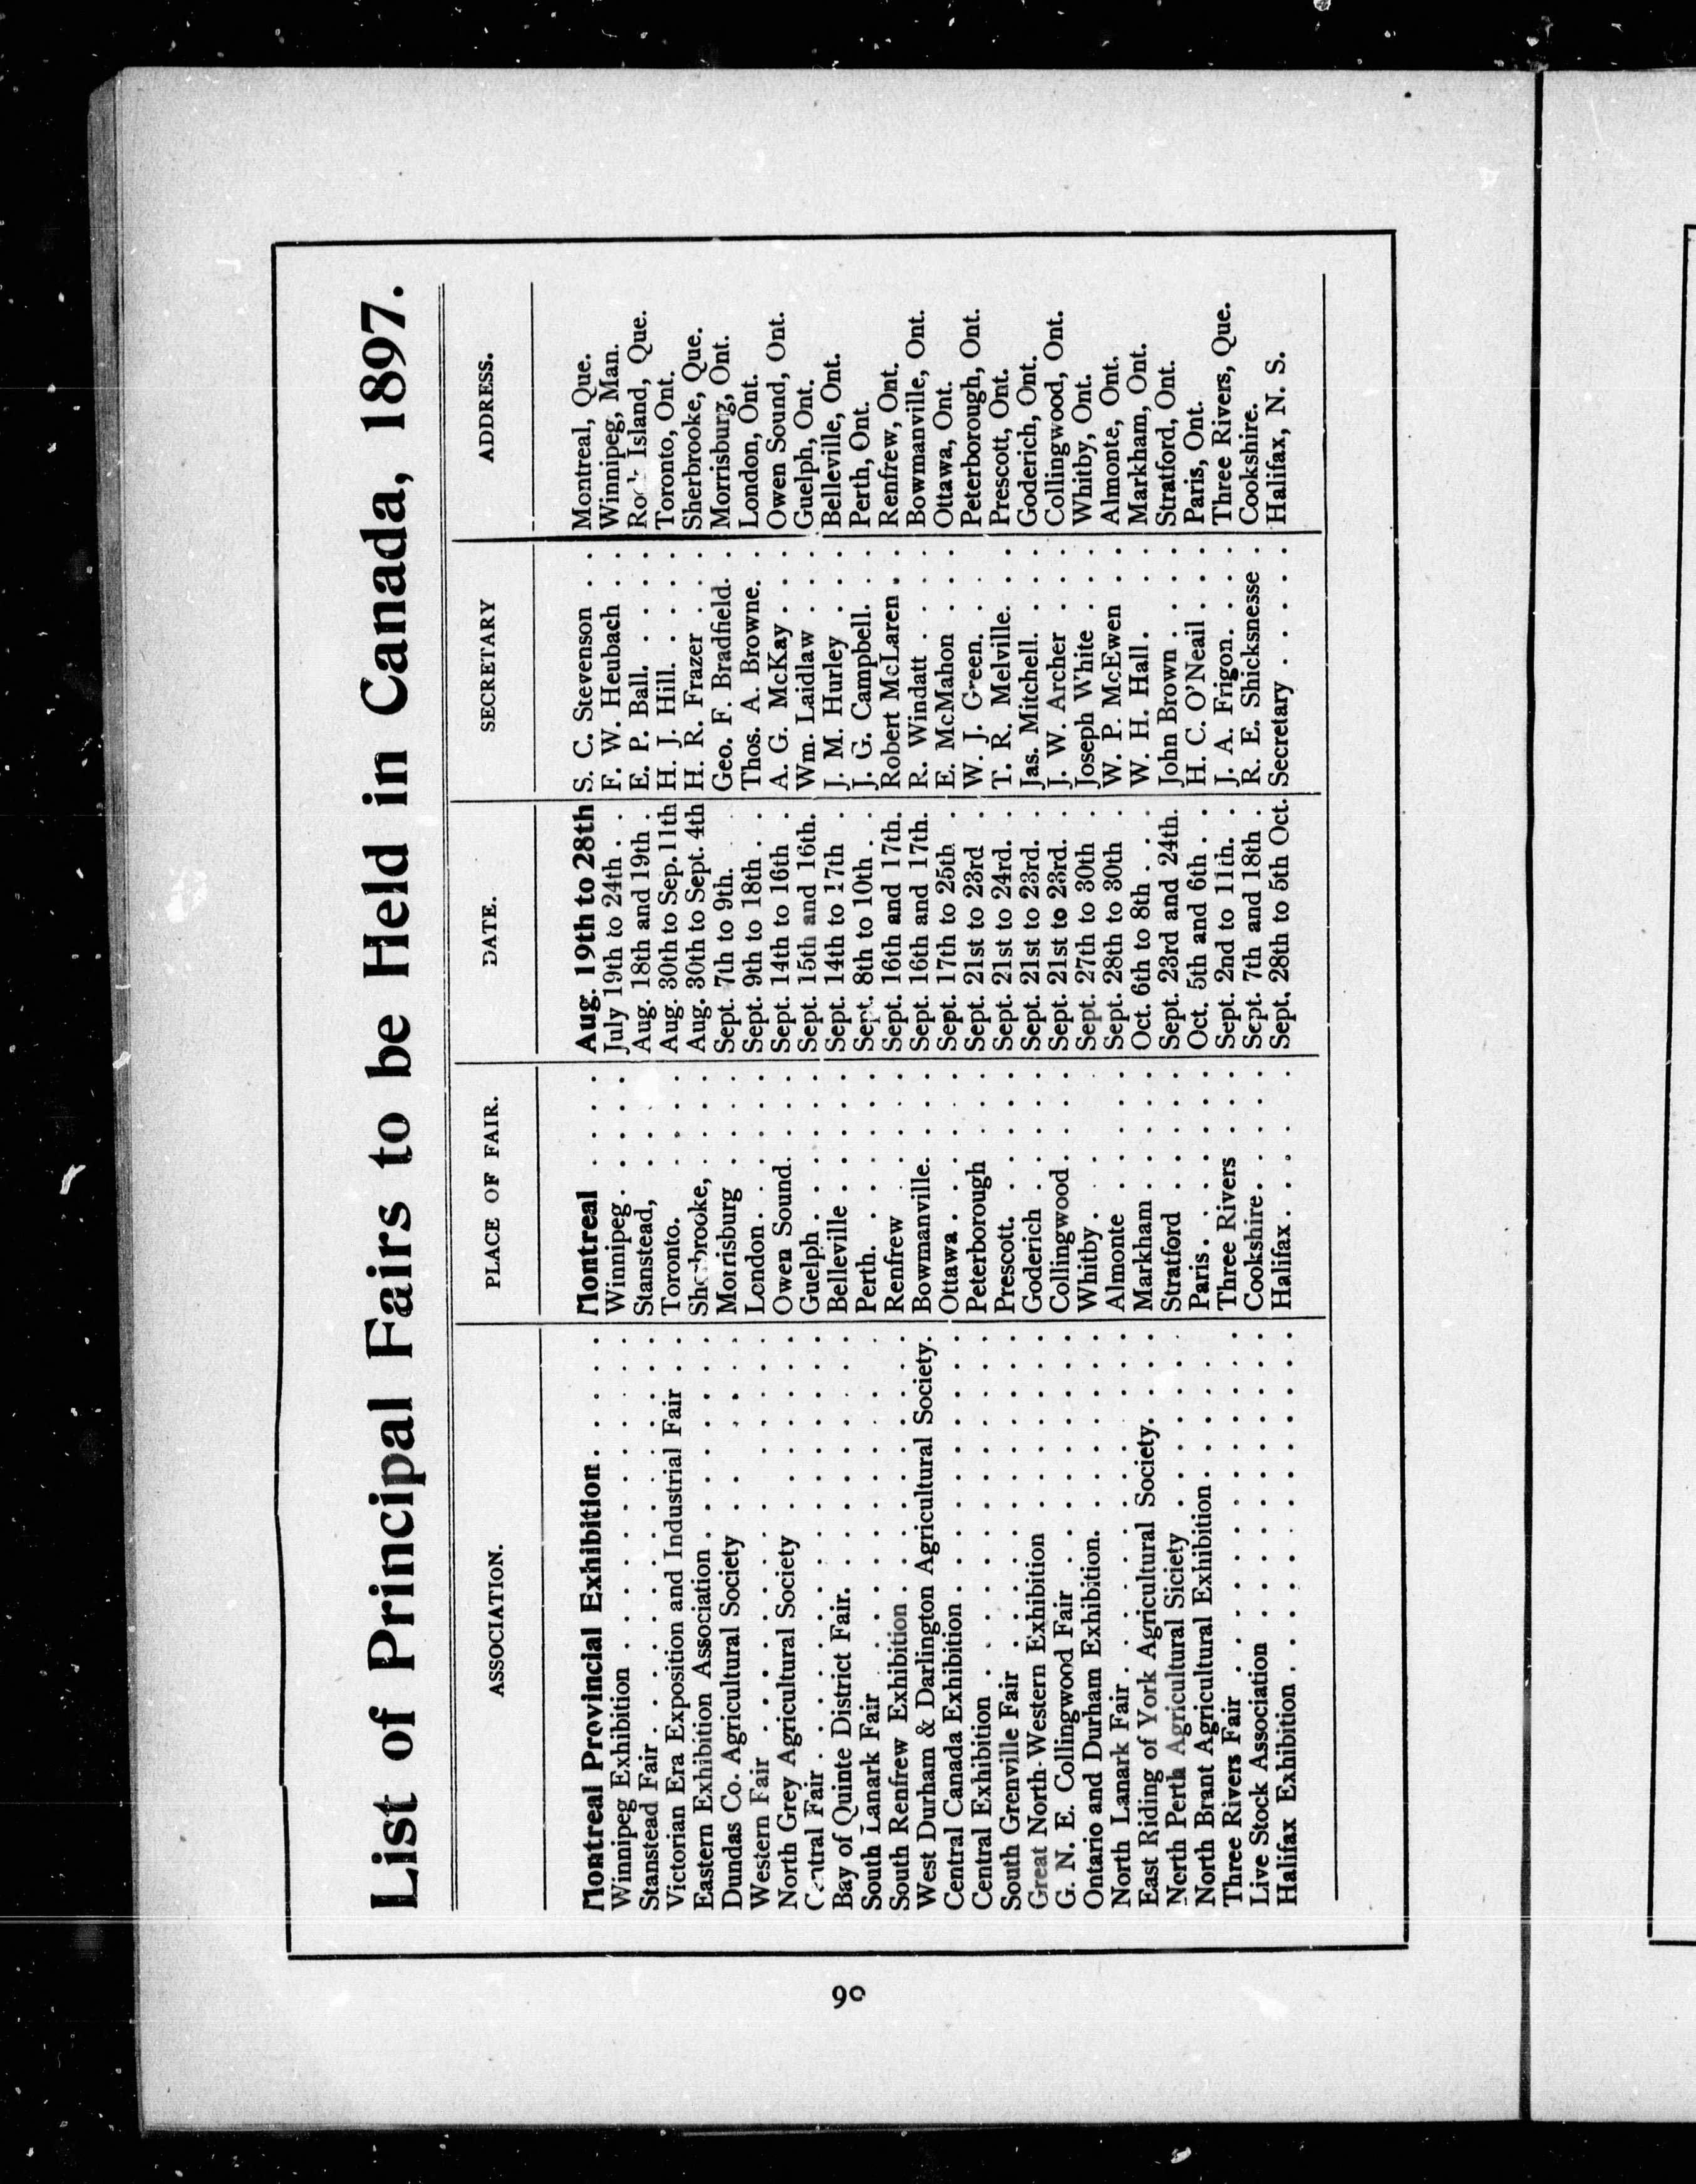 List of Principal Fairs to be Held in Canada, 1897.
ASSOCIATION. PLACE OF FAIR. DATE. SECRETARY ADDRESS.
Montreal Provincial Exhibition . . . . . Montreal . . . . Aug. 19th to 28th S. C. Stevenson . . Montreal, Que.
Winnipeg Exhibition . . . . . . . . . . Winnipeg . . . . . July 19th to 24th . . F. W. Heubach . . Winnipeg, Man.
Stanstead Fair . . . . . . . . . . . . Stanstead, . . . . Aug. 18th and 19th . E. P. Ball. . . . . Rock Island, Que.
Victorian Era Exposition and Industrial Fair . . Toronto. . . . . Aug. 30th to Sep. 11th H. J. Hill. . . . . Toronto, Ont.
Eastern Exhibition Association . . . . . . . Sherbrooke, . . . . Aug. 30th to Sept. 4th H. R. Frazer . . . Sherbrooke, Que.
Dundas Co. Agricultural Society . . . . . . Morrisburg . . . . Sept. 7th to 9th. . . Geo. F. Bradfield. . Morrisburg, Ont.
Western Fair . . . . . . . . . . . . London . . . . . Sept. 9th to 18th . . Thos. A. Browne. . London, Ont.
North Grey Agricultural Society . . . . . . Owen Sound. . . . Sept. 14th to 16th . A. G. McKay . . . Owen Sound, Ont.
Central Fair . . . . . . . . . . . . Guelph . . . . . Sept. 15th and 16th. Wm. Laidlaw . . . Guelph, Ont.
Bay of Quinte District Fair. . . . . . . . . Belleville . . . . . Sept. 14th to 17th . J. M. Hurley . . . Belleville, Ont.
South Lanark Fair . . . . . . . . . . Perth. . . . . . Sept. 8th to 10th . . J. G. Campbell. . . Perth, Ont.
South Renfrew Exhibition . . . . . . . . Renfrew . . . . Sept. 16th and 17th. Robert McLaren . . Renfrew, Ont.
West Durham & Darlington Agricultural Society. Bowmanville. . . . Sept. 16th and 17th. R. Windatt . . . . Bowmanville, Ont.
Central Canada Exhibition . . . . . . . . Ottawa . . . . . Sept. 17th to 25th . E. McMahon . . . Ottawa, Ont.
Central Exhibition . . . . . . . . . . Peterborough . . . Sept. 21st to 23rd . W. J. Green. . . . Peterborough, Ont.
South Grenville Fair . . . . . . . . . . Prescott. . . . . . Sept. 21st to 24rd. . T. R. Melville. . . Prescott, Ont.
Great North-Western Exhibition . . . . . . Goderich . . . . . Sept. 21st to 23rd. . Jas. Mitchell. . . . Goderich, Ont.
G. N. E. Collingwood Fair . . . . . . . . Collingwood . . . . Sept. 21st to 23rd. . J. W. Archer . . . Collingwood, Ont.
Ontario and Durham Exhibition. . . . . . . Whitby . . . . . Sept. 27th to 30th . Joseph White . . . Whitby, Ont.
North Lanark Fair . . . . . . . . . . Almonte . . . . . Sept. 28th to 30th . W. P. McEwen . . Almonte, Ont.
East Riding of York Agricultural Society. . . . Markham . . . . . Oct. 6th to 8th . . . W. H. Hall . . . . Markham, Ont.
North Perth Agricultural Siciety . . . . . . Stratford . . . . . Sept. 23rd and 24th. John Brown . . . . Stratford, Ont.
North Brant Agricultural Exhibition . . . . . Paris . . . . . . Oct. 5th and 6th . . H. C. O'Neail . . . Paris, Ont.
Three Rivers Fair . . . . . . . . . . . Three Rivers . . . Sept. 2nd to 11th. . J. A. Frigon. . . . Three Rivers, Que.
Live Stock Association . . . . . . . . . Cookshire . . . . . Sept. 7th and 18th . R. E. Shicksnesse . Cookshire.
Halifax Exhibition . . . . . . . . . . Halifax . . . . . Sept. 28th to 5th Oct. Secretary . . . . . Halifax, N. S.
90